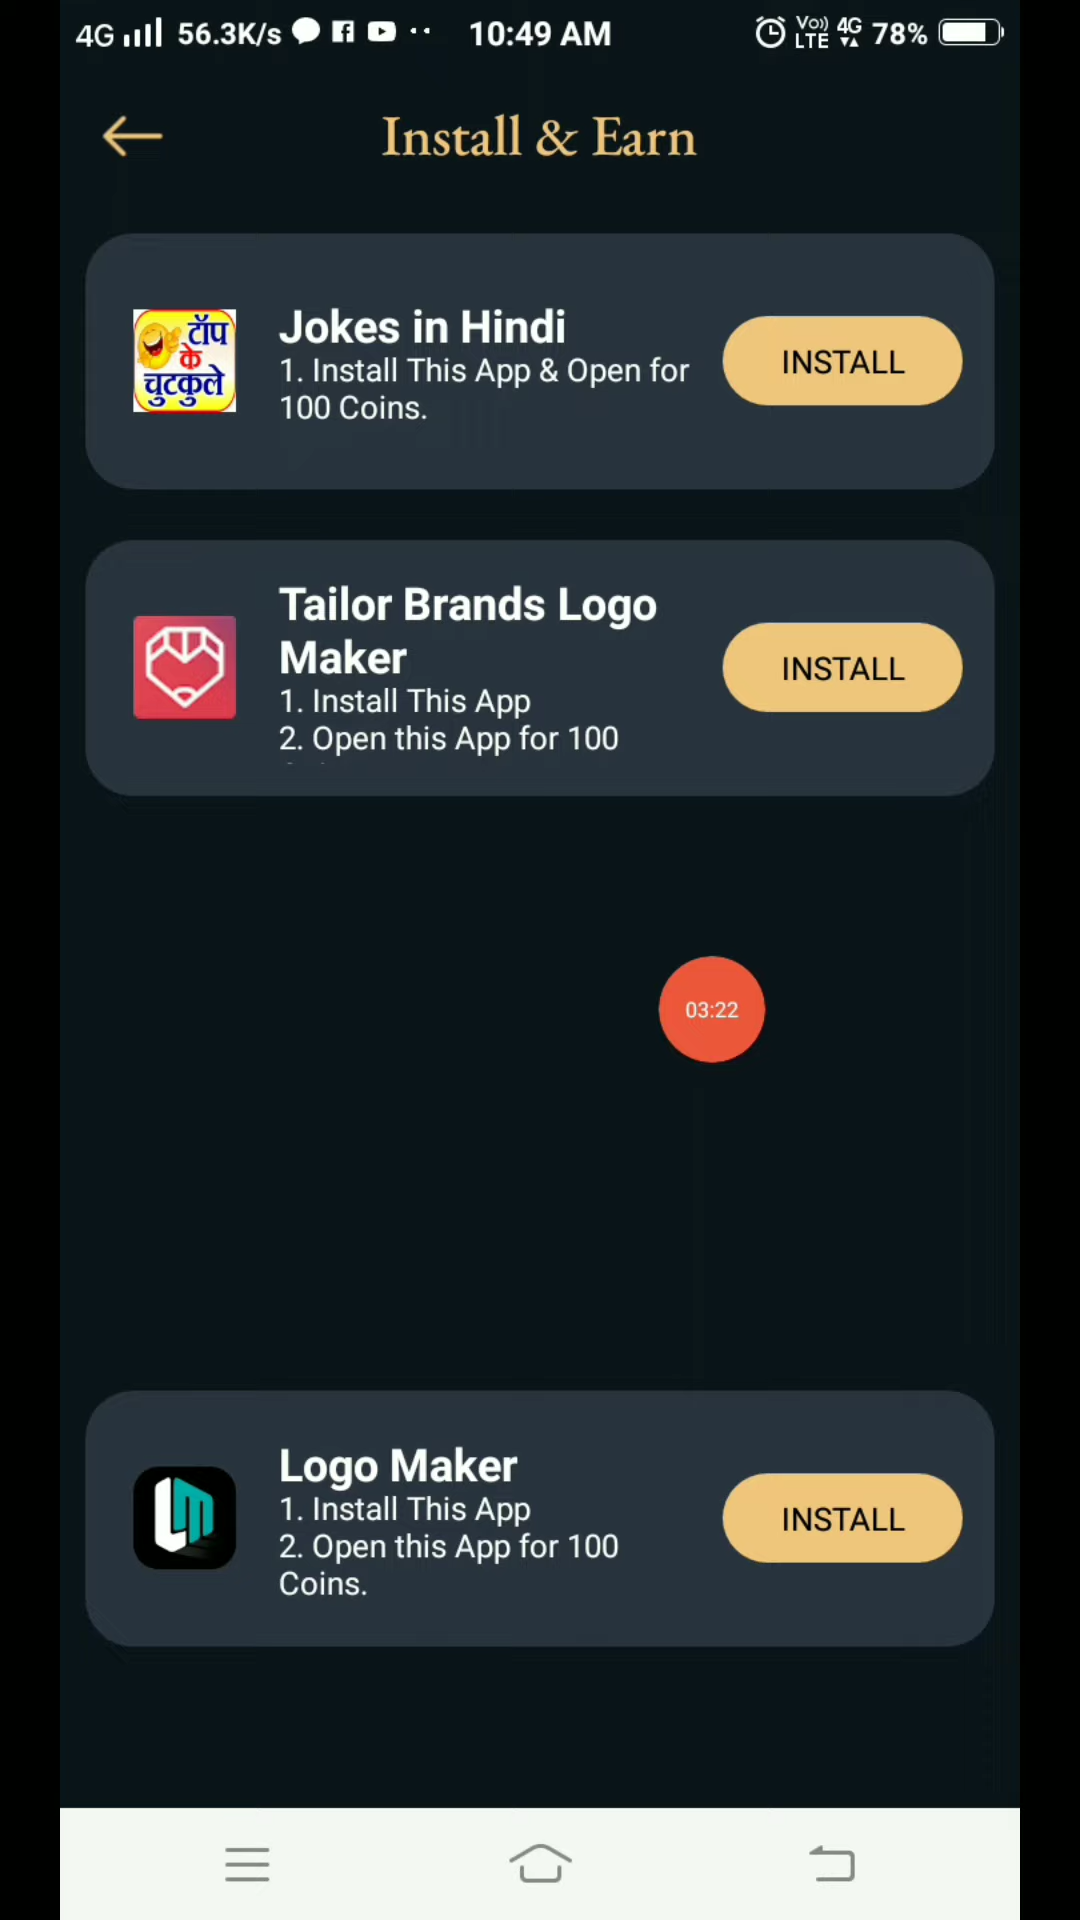 4G 56.3K/s 10:49 AM Vo)) LTE 4G 78%
Install & Earn
टॉप
के
चुटकुले
Jokes in Hindi
1. Install This App & Open for
100 Coins.
INSTALL
Tailor Brands Logo
Maker
1. Install This App
2. Open this App for 100
INSTALL
03:22
Logo Maker
1. Install This App
2. Open this App for 100
Coins.
INSTALL